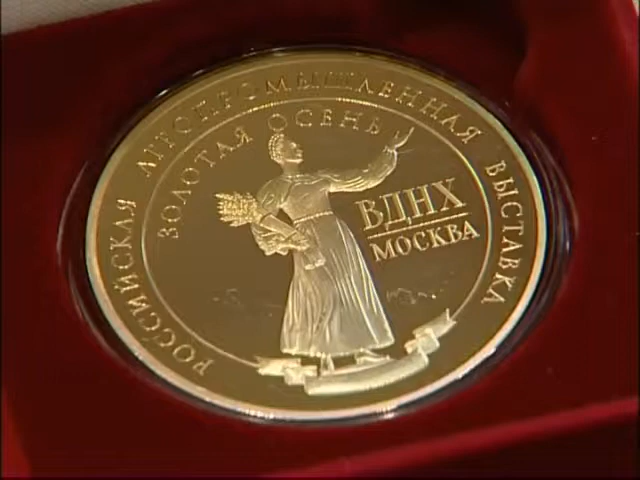 РОССИЙСКАЯ АГРОПРОМЫШЛЕННАЯ ВЫСТАВКА
ЗОЛОТАЯ ОСЕНЬ
ВДНХ
МОСКВА